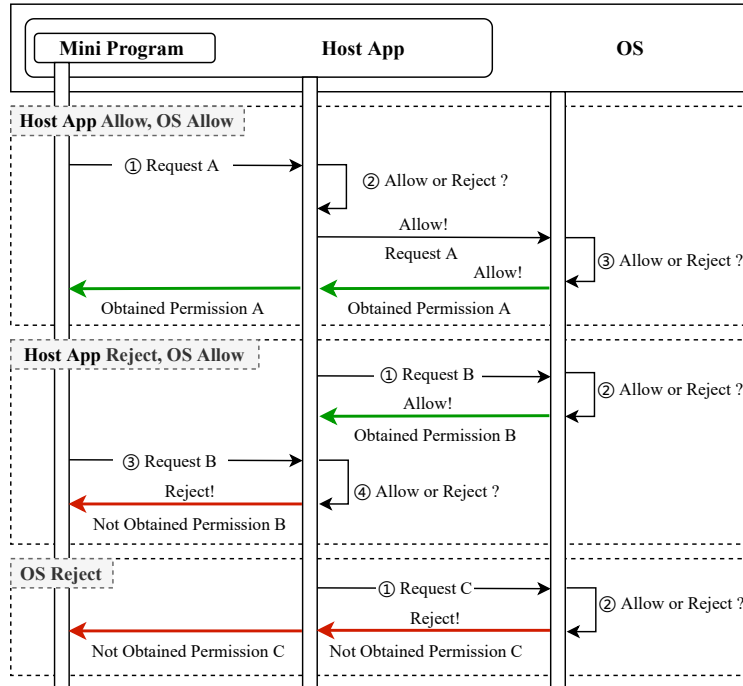 Mini Program
Host App
OS
Host App Allow, OS Allow
① Request A
② Allow or Reject ?
Allow!
Request A
③ Allow or Reject ?
Allow!
Obtained Permission A
Obtained Permission A
Host App Reject, OS Allow
① Request B
② Allow or Reject ?
Allow!
Obtained Permission B
③ Request B
④ Allow or Reject ?
Reject!
Not Obtained Permission B
OS Reject
① Request C
② Allow or Reject ?
Reject!
Not Obtained Permission C
Not Obtained Permission C